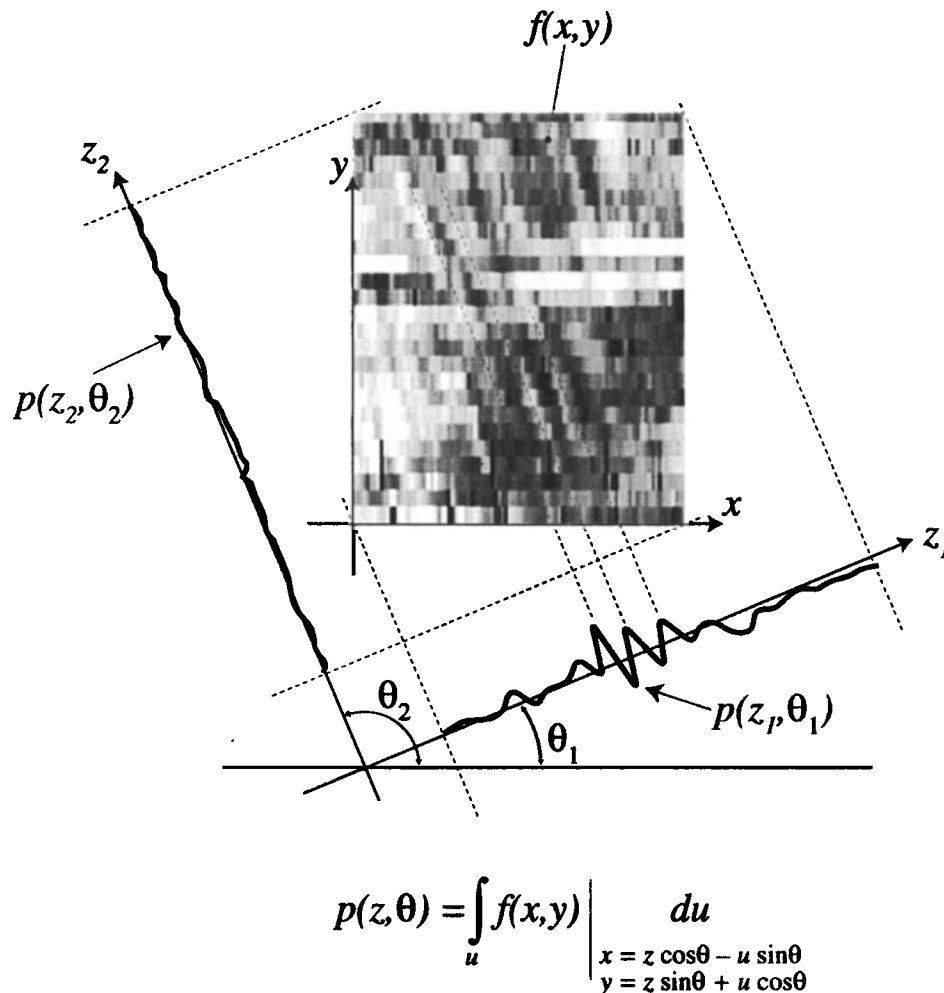 f(x,y)
z₂
y
p(z₂,θ₂)
x
z₁
θ₂
θ₁
p(z₁,θ₁)
p(z,θ) = ∫ f(x,y) | du
u
x = z cosθ – u sinθ
y = z sinθ + u cosθ